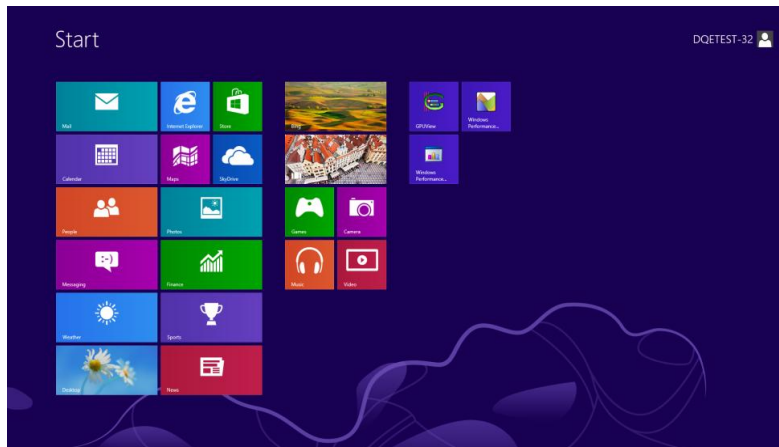 Start
DQETEST-32
Mail
Internet Explorer
Store
Bing
GPUView
Windows
Performance...
Calendar
Maps
SkyDrive
Windows
Performance...
People
Photos
Games
Camera
Messaging
:-)
Finance
Music
Video
Weather
Sports
Desktop
News